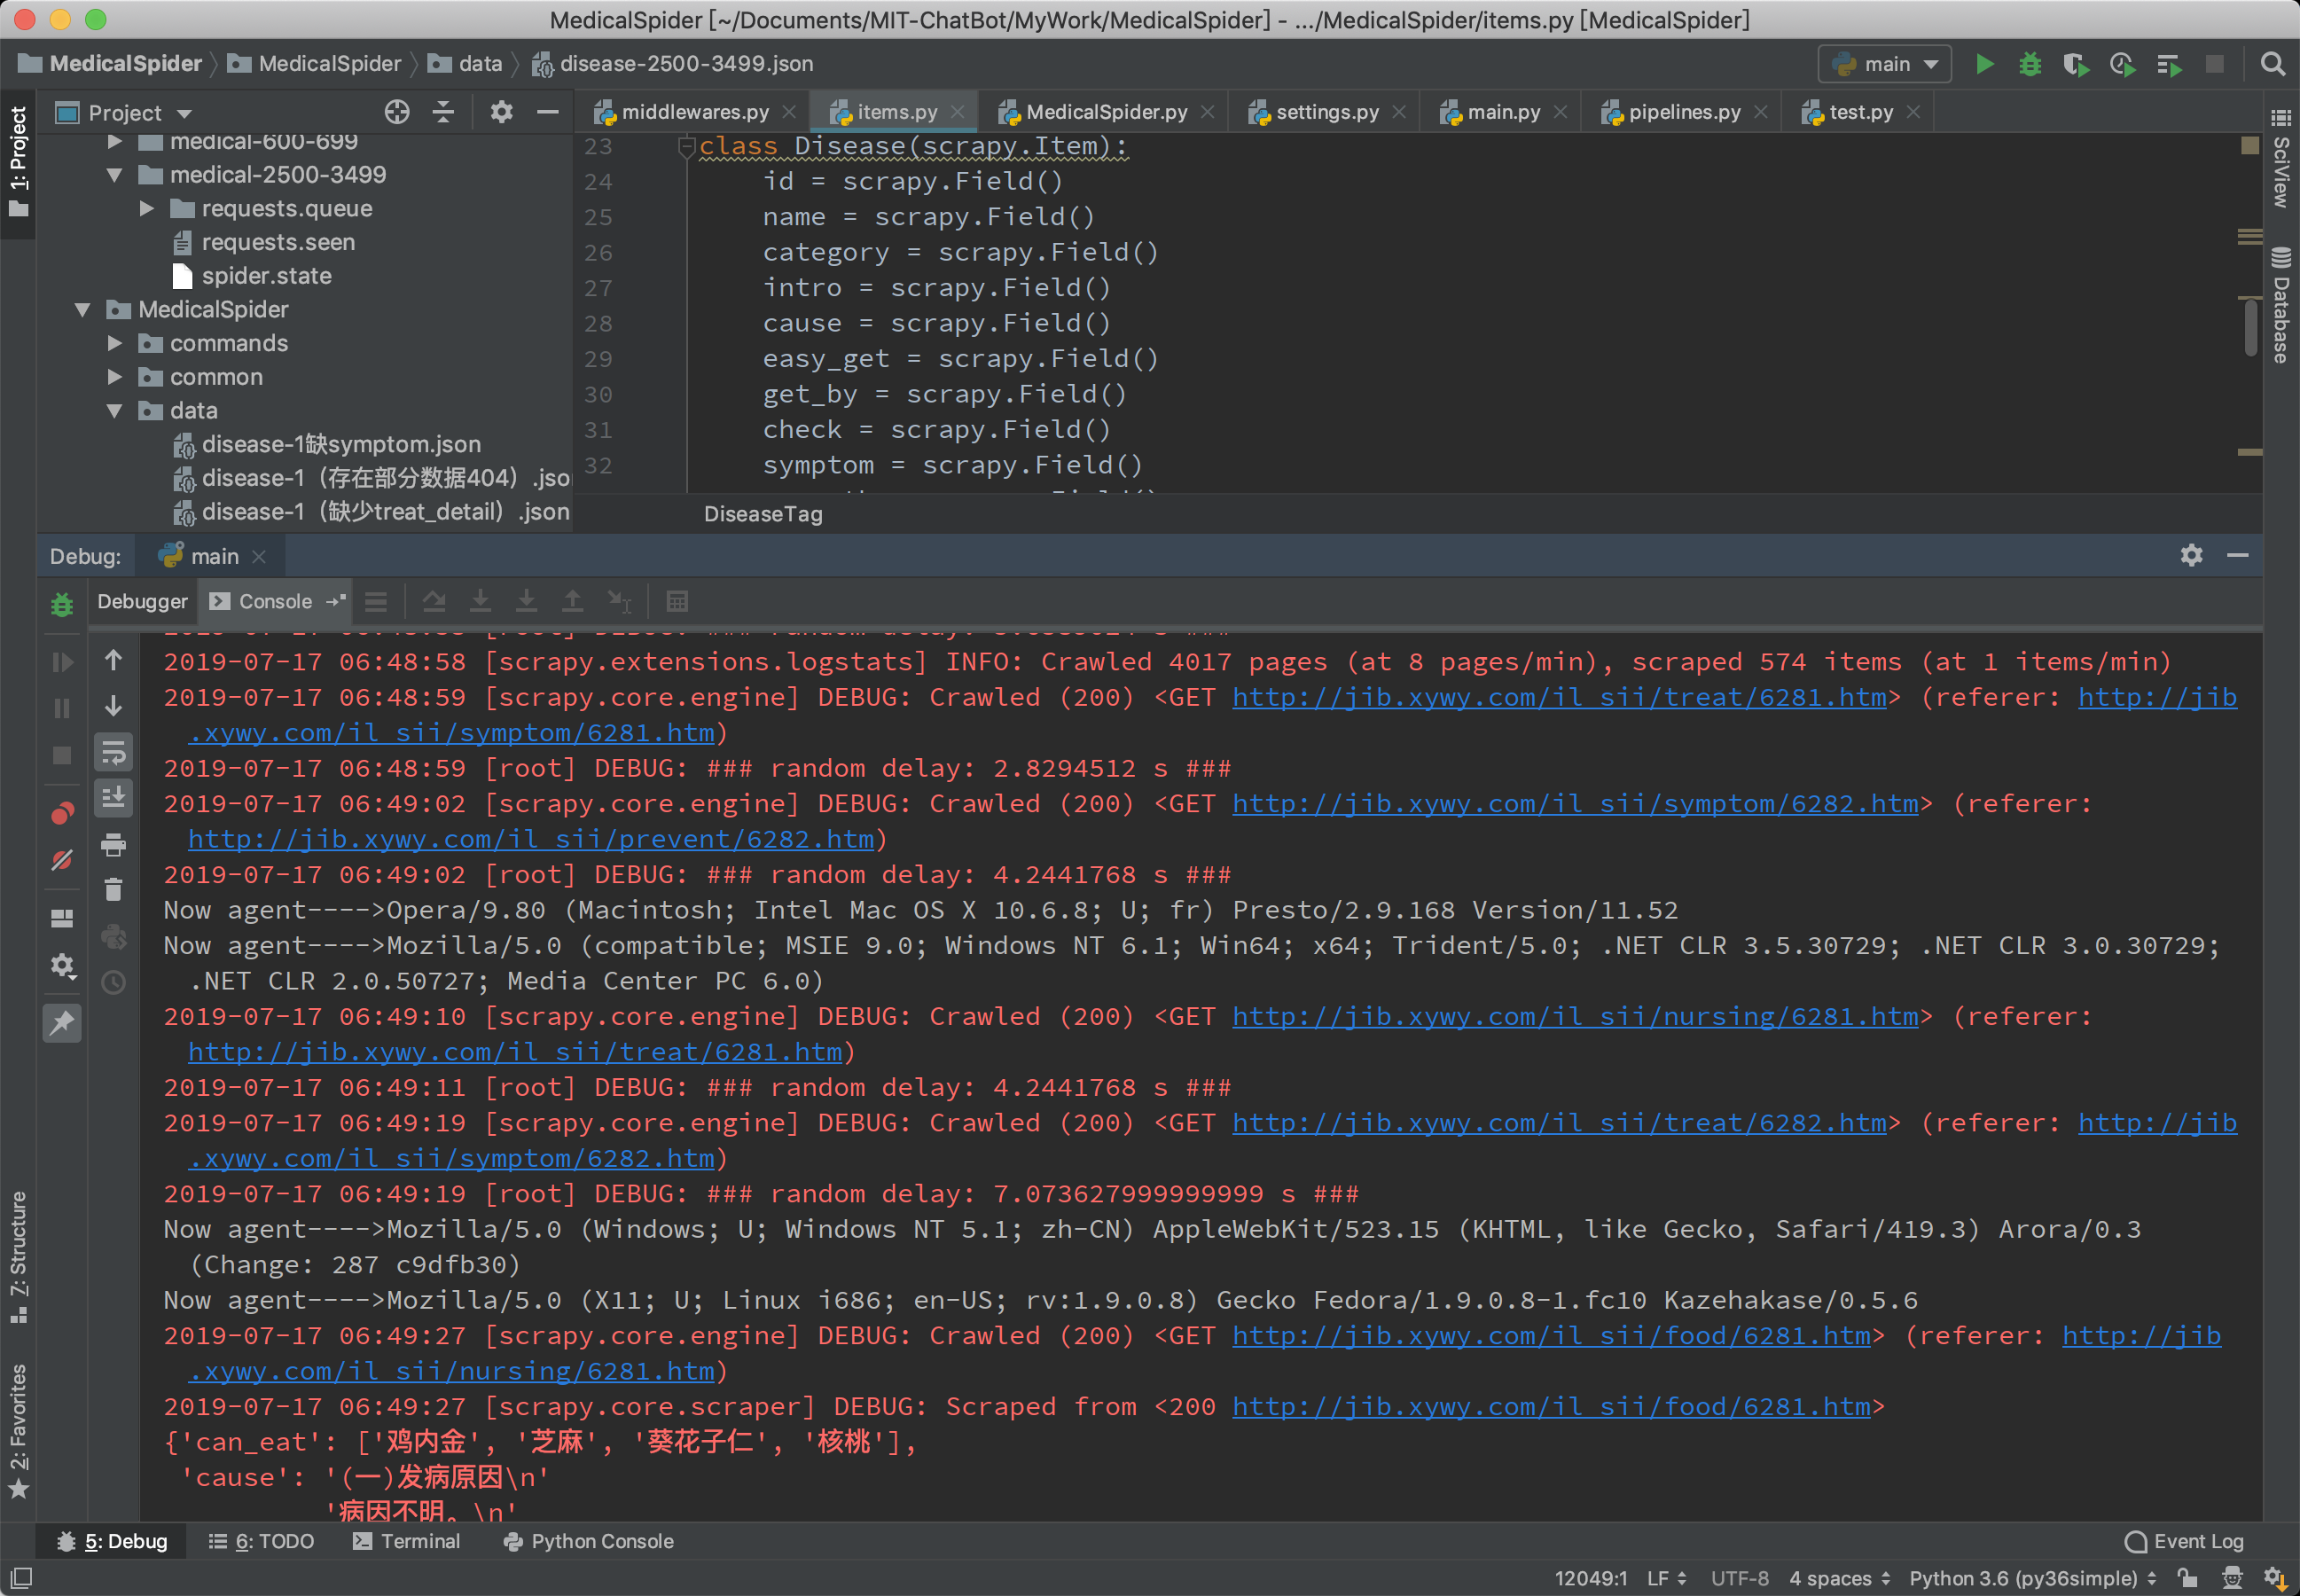 MedicalSpider [~/Documents/MIT-ChatBot/MyWork/MedicalSpider] - .../MedicalSpider/items.py [MedicalSpider]
MedicalSpider MedicalSpider data disease-2500-3499.json main
1: Project
Project
middlewares.py items.py MedicalSpider.py settings.py main.py pipelines.py test.py
medical-600-699
medical-2500-3499
requests.queue
requests.seen
spider.state
MedicalSpider
commands
common
data
disease-1缺symptom.json
disease-1（存在部分数据404）.jso
disease-1（缺少treat_detail）.json
23 class Disease(scrapy.Item):
24 id = scrapy.Field()
25 name = scrapy.Field()
26 category = scrapy.Field()
27 intro = scrapy.Field()
28 cause = scrapy.Field()
29 easy_get = scrapy.Field()
30 get_by = scrapy.Field()
31 check = scrapy.Field()
32 symptom = scrapy.Field()
DiseaseTag
SciView
Database
Debug: main
Debugger Console
2019-07-17 06:48:58 [scrapy.extensions.logstats] INFO: Crawled 4017 pages (at 8 pages/min), scraped 574 items (at 1 items/min)
2019-07-17 06:48:59 [scrapy.core.engine] DEBUG: Crawled (200) <GET http://jib.xywy.com/il_sii/treat/6281.htm> (referer: http://jib
.xywy.com/il_sii/symptom/6281.htm)
2019-07-17 06:48:59 [root] DEBUG: ### random delay: 2.8294512 s ###
2019-07-17 06:49:02 [scrapy.core.engine] DEBUG: Crawled (200) <GET http://jib.xywy.com/il_sii/symptom/6282.htm> (referer:
http://jib.xywy.com/il_sii/prevent/6282.htm)
2019-07-17 06:49:02 [root] DEBUG: ### random delay: 4.2441768 s ###
Now agent---->Opera/9.80 (Macintosh; Intel Mac OS X 10.6.8; U; fr) Presto/2.9.168 Version/11.52
Now agent---->Mozilla/5.0 (compatible; MSIE 9.0; Windows NT 6.1; Win64; x64; Trident/5.0; .NET CLR 3.5.30729; .NET CLR 3.0.30729;
.NET CLR 2.0.50727; Media Center PC 6.0)
2019-07-17 06:49:10 [scrapy.core.engine] DEBUG: Crawled (200) <GET http://jib.xywy.com/il_sii/nursing/6281.htm> (referer:
http://jib.xywy.com/il_sii/treat/6281.htm)
2019-07-17 06:49:11 [root] DEBUG: ### random delay: 4.2441768 s ###
2019-07-17 06:49:19 [scrapy.core.engine] DEBUG: Crawled (200) <GET http://jib.xywy.com/il_sii/treat/6282.htm> (referer: http://jib
.xywy.com/il_sii/symptom/6282.htm)
2019-07-17 06:49:19 [root] DEBUG: ### random delay: 7.073627999999999 s ###
Now agent---->Mozilla/5.0 (Windows; U; Windows NT 5.1; zh-CN) AppleWebKit/523.15 (KHTML, like Gecko, Safari/419.3) Arora/0.3
(Change: 287 c9dfb30)
Now agent---->Mozilla/5.0 (X11; U; Linux i686; en-US; rv:1.9.0.8) Gecko Fedora/1.9.0.8-1.fc10 Kazehakase/0.5.6
2019-07-17 06:49:27 [scrapy.core.engine] DEBUG: Crawled (200) <GET http://jib.xywy.com/il_sii/food/6281.htm> (referer: http://jib
.xywy.com/il_sii/nursing/6281.htm)
2019-07-17 06:49:27 [scrapy.core.scraper] DEBUG: Scraped from <200 http://jib.xywy.com/il_sii/food/6281.htm>
{'can_eat': ['鸡内金', '芝麻', '葵花子仁', '核桃'],
'cause': '(一)发病原因\n'
'病因不明。\n'
7: Structure
2: Favorites
5: Debug 6: TODO Terminal Python Console Event Log
12049:1 LF UTF-8 4 spaces Python 3.6 (py36simple)